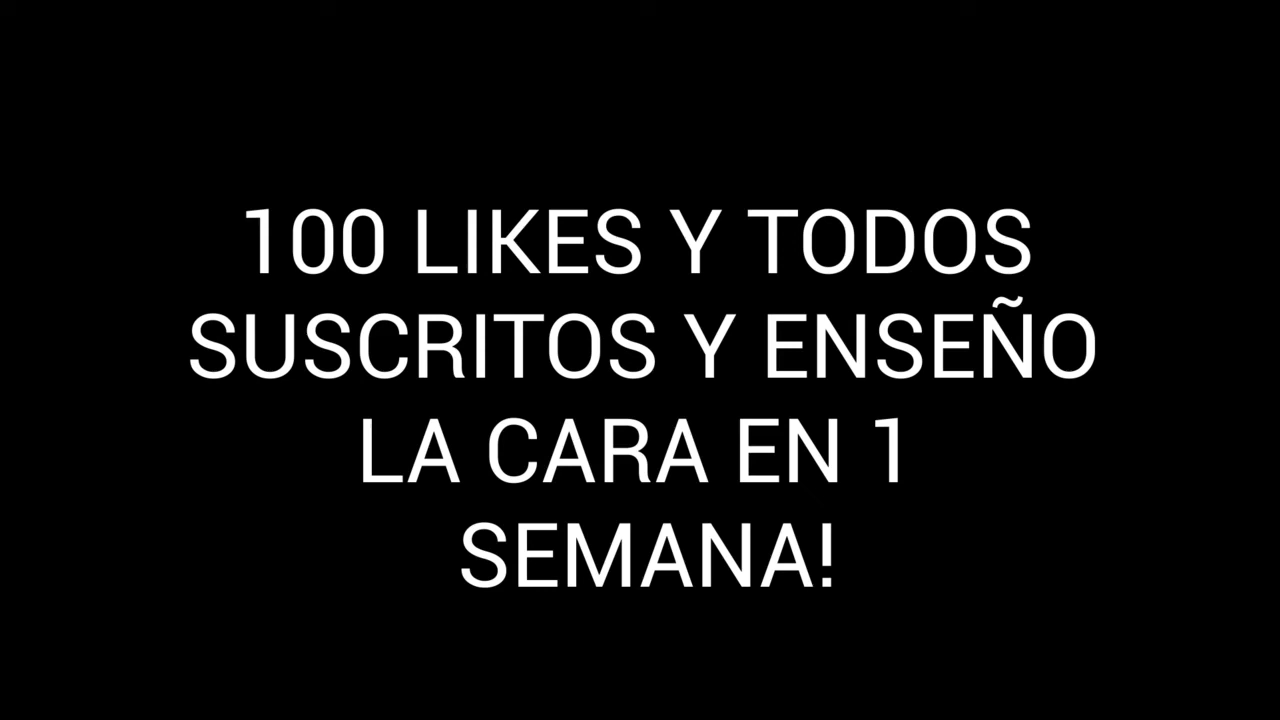 100 LIKES Y TODOS
SUSCRITOS Y ENSEÑO
LA CARA EN 1
SEMANA!